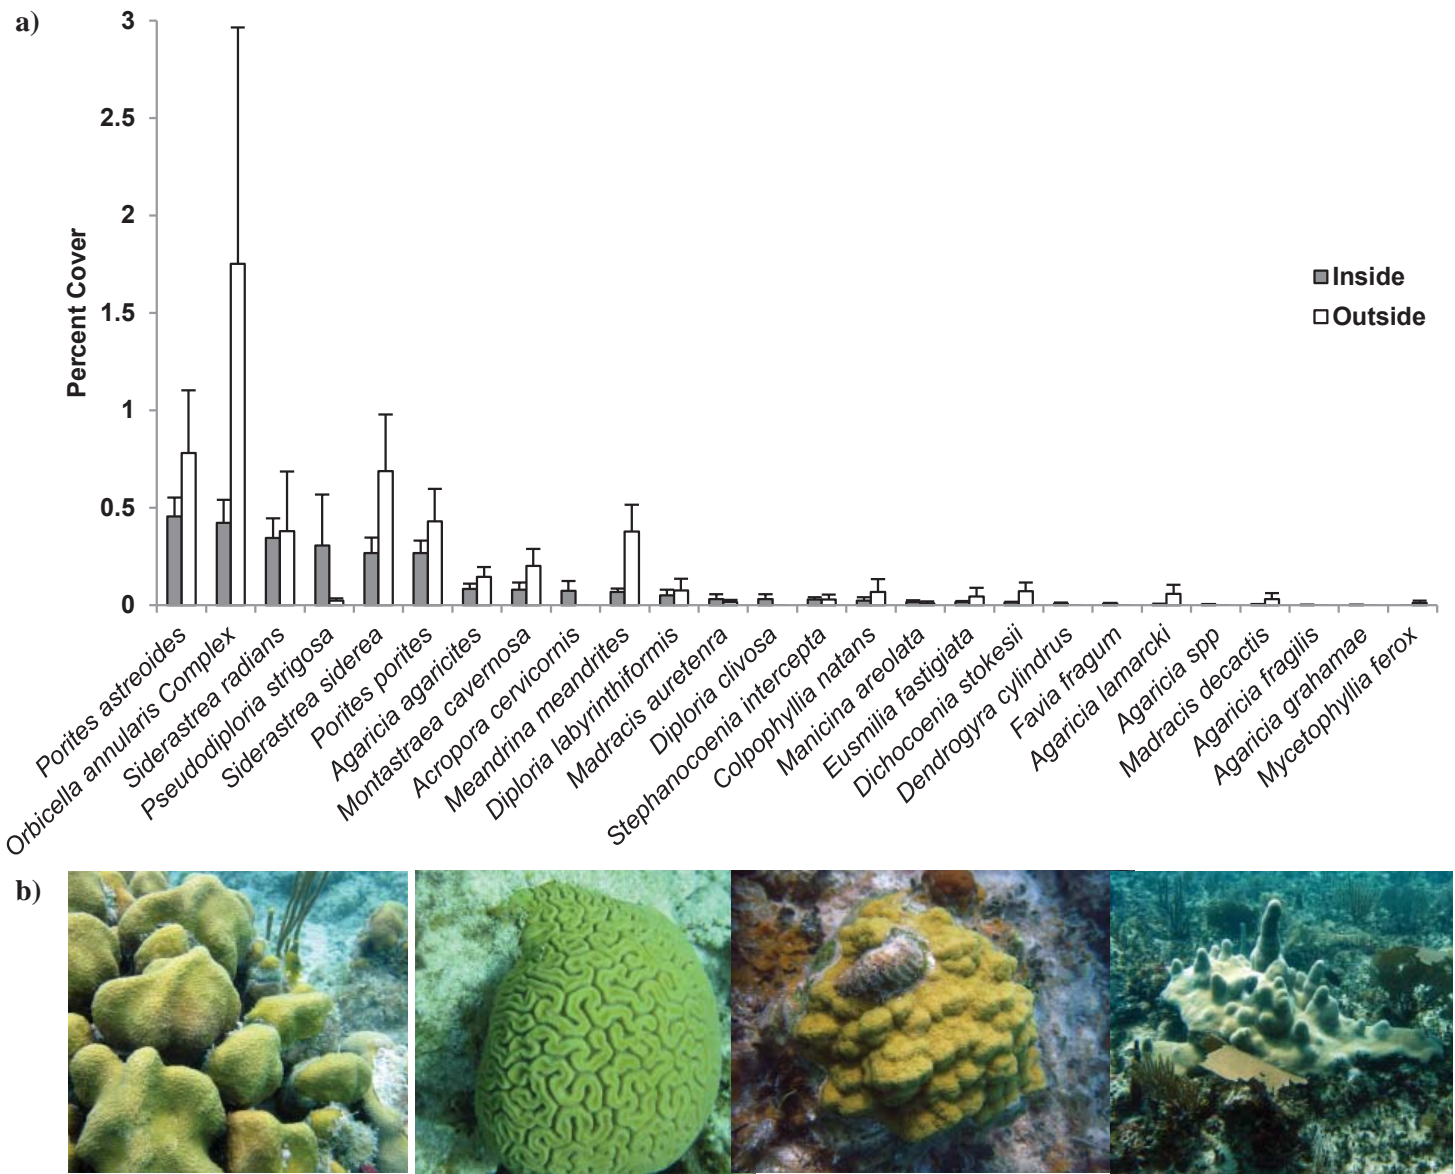 a)
3
2.5
2
1.5
1
0.5
0
Percent Cover
Inside
Outside
Porites astreoides
Orbicella annularis Complex
Siderastrea radians
Pseudodiploria strigosa
Siderastrea siderea
Porites porites
Agaricia agaricites
Montastraea cavernosa
Acropora cervicornis
Meandrina meandrites
Diploria labyrinthiformis
Madracis auretenra
Diploria clivosa
Stephanocoenia intercepta
Colpophyllia natans
Manicina areolata
Eusmilia fastigiata
Dichocoenia stokesii
Dendrogyra cylindrus
Favia fragum
Agaricia lamarcki
Agaricia spp
Madracis decactis
Agaricia fragilis
Agaricia grahamae
Mycetophyllia ferox
b)